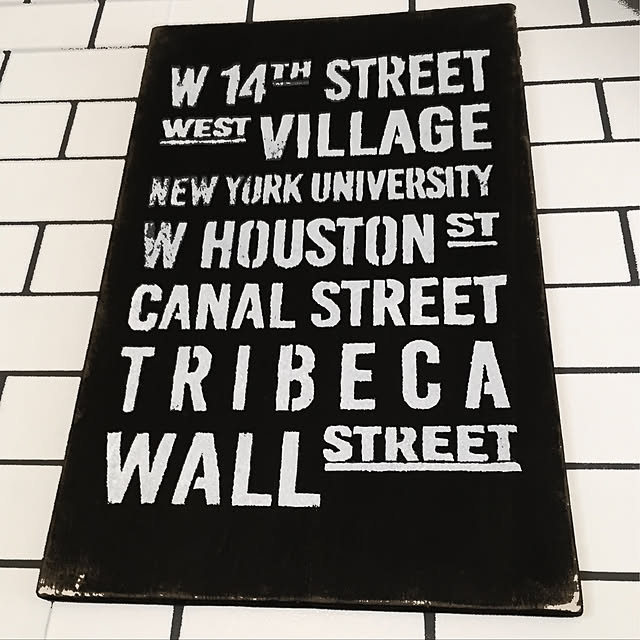 W 14TH STREET
WEST VILLAGE
NEW YORK UNIVERSITY
W HOUSTON ST
CANAL STREET
TRIBECA
WALL STREET